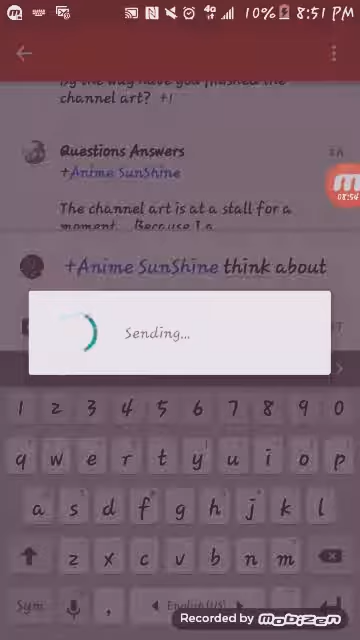 10% 8:51 PM
by the way have you finished the
channel art? +1
Questions Answers
+Anime SunShine
The channel art is at a stall for a
moment... Because I a
08:54
+Anime SunShine think about
Sending...
1 2 3 4 5 6 7 8 9 0
q w e r t y u i o p
a s d f g h j k l
z x c v b n m
Sym , English(US)
Recorded by Mobizen